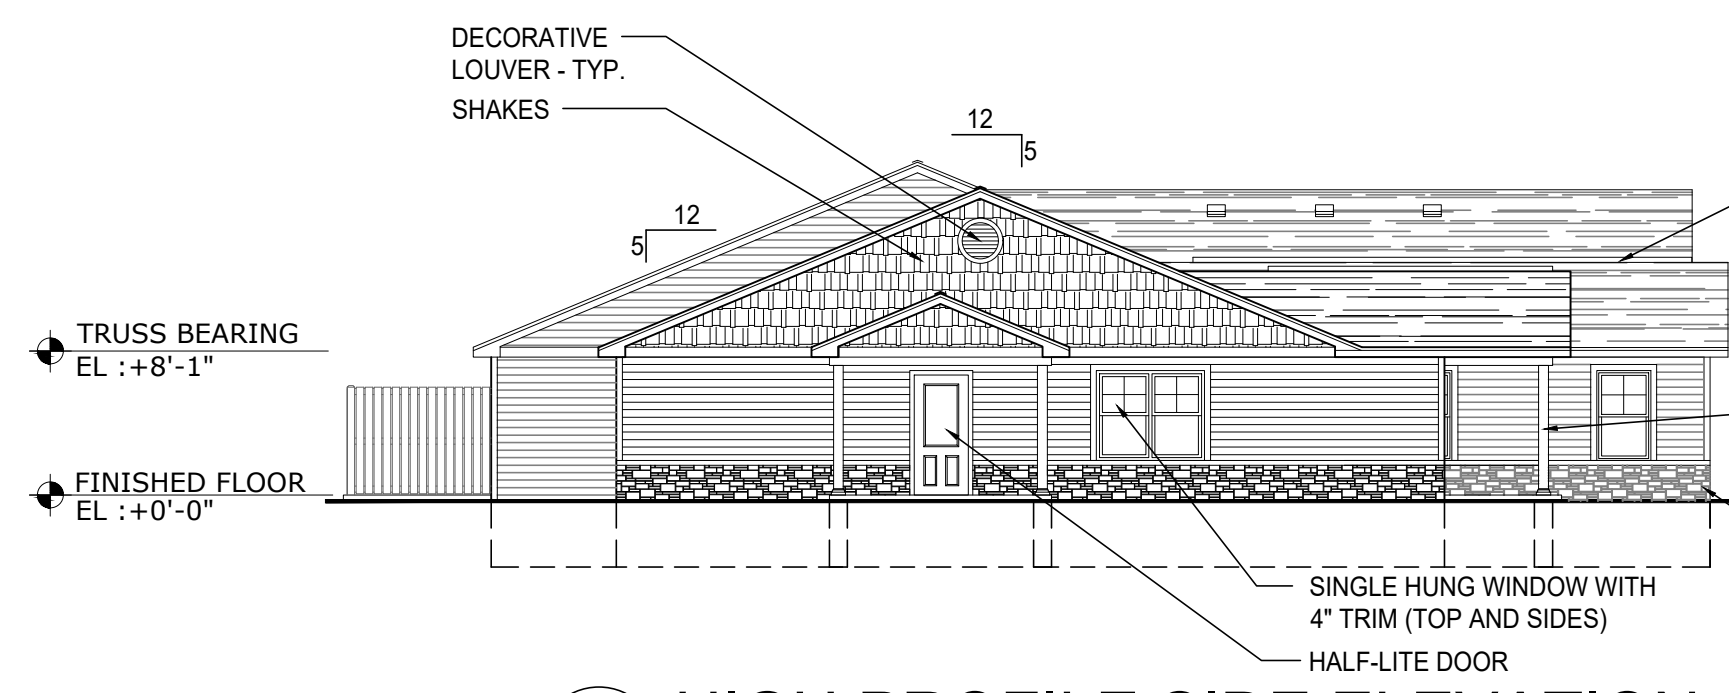 DECORATIVE
LOUVER - TYP.
SHAKES
12
5
12
5
TRUSS BEARING
EL :+8'-1"
FINISHED FLOOR
EL :+0'-0"
SINGLE HUNG WINDOW WITH
4" TRIM (TOP AND SIDES)
HALF-LITE DOOR